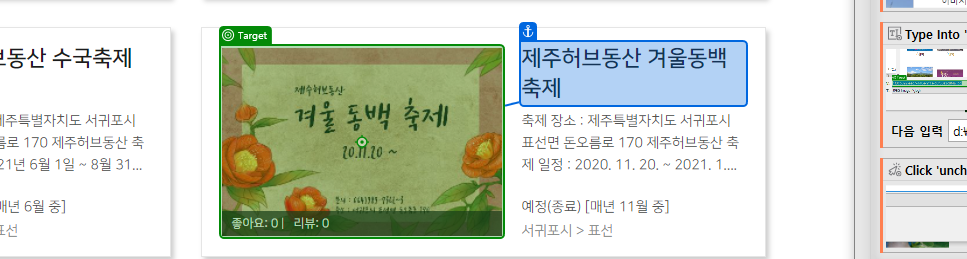 이미지
Target
허브동산 수국축제
제주특별자치도 서귀포시
름로 170 제주허브동산 축
21년 6월 1일 ~ 8월 31...
매년 6월 중]
표선
제주허브동산
겨울 동백 축제
20.11.20 ~
좋아요: 0 | 리뷰: 0
제주허브동산 겨울동백
축제
축제 장소 : 제주특별자치도 서귀포시
표선면 돈오름로 170 제주허브동산 축
제 일정 : 2020. 11. 20. ~ 2021. 1....
예정(종료) [매년 11월 중]
서귀포시 > 표선
Type Into '
다음 입력
d:₩
Click 'unch